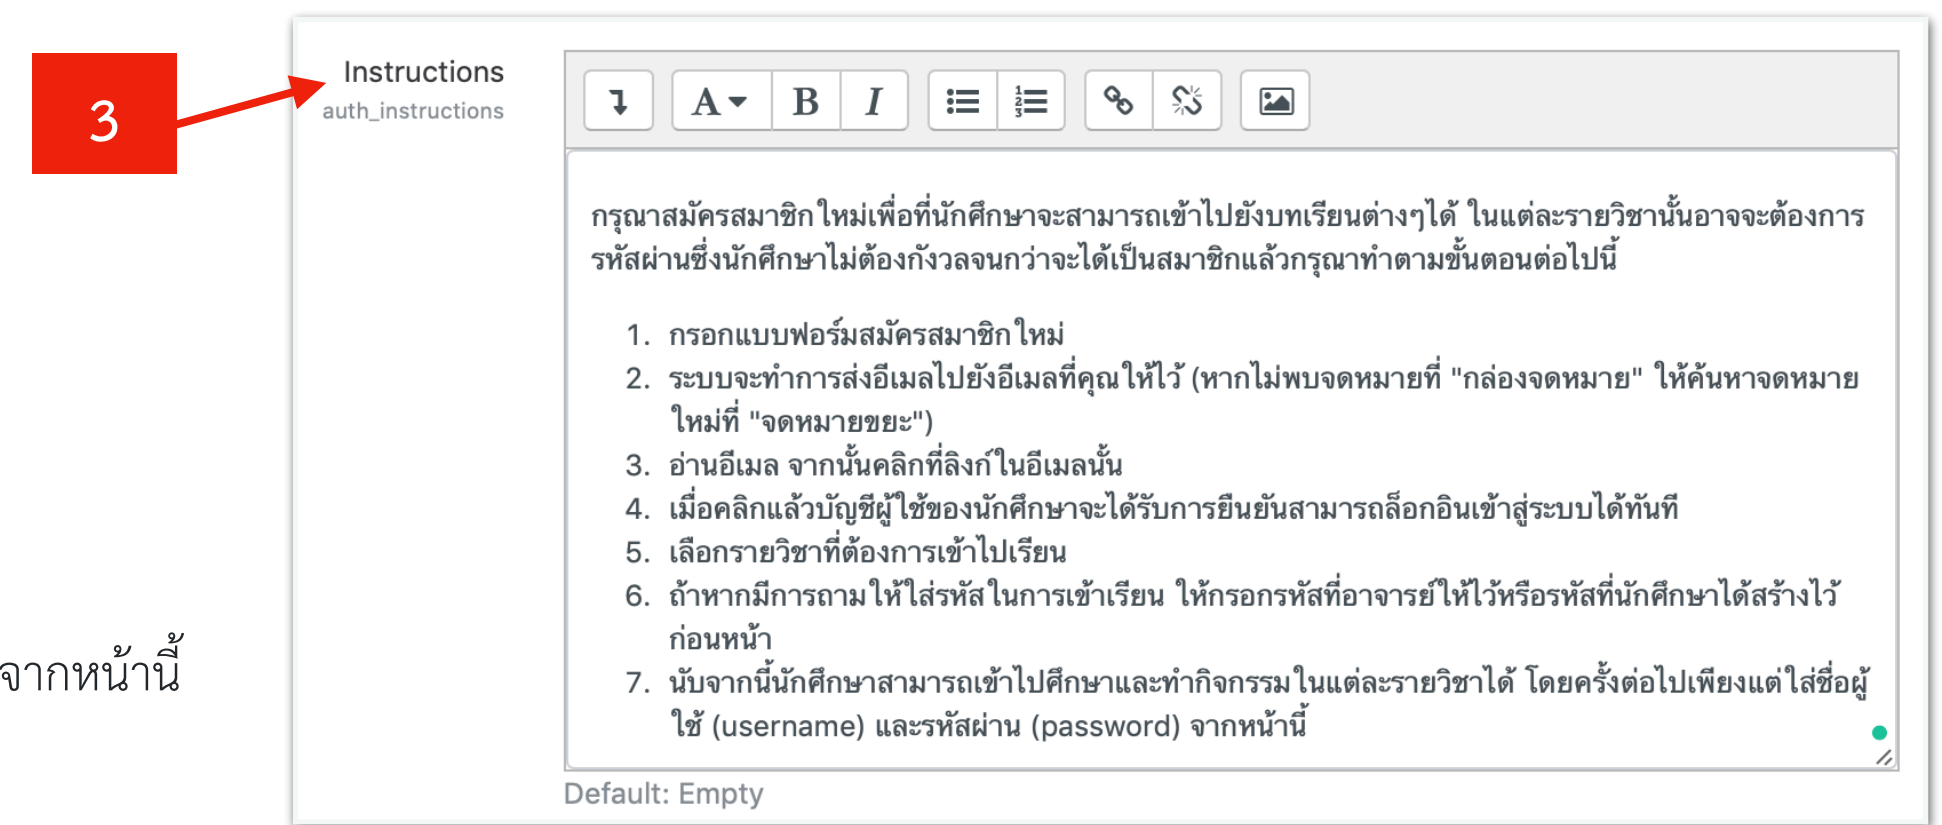 3
Instructions
auth_instructions
กรุณาสมัครสมาชิกใหม่เพื่อที่นักศึกษาจะสามารถเข้าไปยังบทเรียนต่างๆได้ ในแต่ละรายวิชานั้นอาจจะต้องการ
รหัสผ่านซึ่งนักศึกษาไม่ต้องกังวลจนกว่าจะได้เป็นสมาชิกแล้วกรุณาทำตามขั้นตอนต่อไปนี้
1. กรอกแบบฟอร์มสมัครสมาชิกใหม่
2. ระบบจะทำการส่งอีเมลไปยังอีเมลที่คุณให้ไว้ (หากไม่พบจดหมายที่ "กล่องจดหมาย" ให้ค้นหาจดหมาย
ใหม่ที่ "จดหมายขยะ")
3. อ่านอีเมล จากนั้นคลิกที่ลิงก์ในอีเมลนั้น
4. เมื่อคลิกแล้วบัญชีผู้ใช้ของนักศึกษาจะได้รับการยืนยันสามารถล็อกอินเข้าสู่ระบบได้ทันที
5. เลือกรายวิชาที่ต้องการเข้าไปเรียน
6. ถ้าหากมีการถามให้ใส่รหัสในการเข้าเรียน ให้กรอกรหัสที่อาจารย์ให้ไว้หรือรหัสที่นักศึกษาได้สร้างไว้
ก่อนหน้า
7. นับจากนี้นักศึกษาสามารถเข้าไปศึกษาและทำกิจกรรมในแต่ละรายวิชาได้ โดยครั้งต่อไปเพียงแต่ใส่ชื่อผู้
ใช้ (username) และรหัสผ่าน (password) จากหน้านี้
จากหน้านี้
Default: Empty